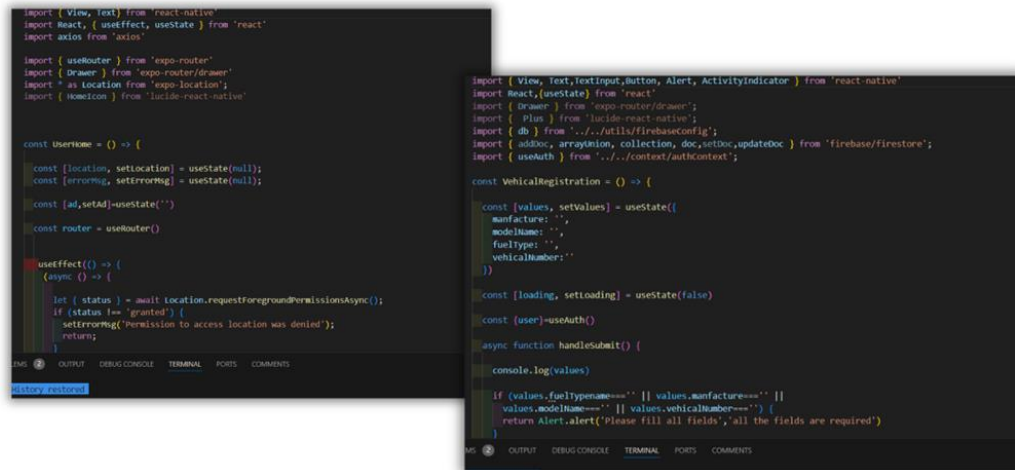 import { View, Text} from 'react-native'
import React, { useEffect, useState } from 'react'
import axios from 'axios'
import { useRouter } from 'expo-router'
import { Drawer } from 'expo-router/drawer'
import * as Location from 'expo-location';
import { HomeIcon } from 'lucide-react-native'
const UserHome = () => {
const [location, setLocation] = useState(null);
const [errorMsg, setErrorMsg] = useState(null);
const [ad,setAd]=useState('')
const router = useRouter()
useEffect(() => {
(async () => {
let { status } = await Location.requestForegroundPermissionsAsync();
if (status !== 'granted') {
setErrorMsg('Permission to access location was denied');
return;
}
LEMS 2 OUTPUT DEBUG CONSOLE TERMINAL PORTS COMMENTS
History restored
import { View, Text,TextInput,Button, Alert, ActivityIndicator } from 'react-native'
import React,{useState} from 'react'
import { Drawer } from 'expo-router/drawer';
import { Plus } from 'lucide-react-native';
import { db } from '../../utils/firebaseConfig';
import { addDoc, arrayUnion, collection, doc,setDoc,updateDoc } from 'firebase/firestore';
import { useAuth } from '../../context/authContext';
const VehicalRegistration = () => {
const [values, setValues] = useState({
manfacture: '',
modelName: '',
fuelType: '',
vehicalNumber:''
})
const [loading, setLoading] = useState(false)
const {user}=useAuth()
async function handleSubmit() {
console.log(values)
if (values.fuelTypename==='' || values.manfacture==='' ||
values.modelName==='' || values.vehicalNumber==='') {
return Alert.alert('Please fill all fields','all the fields are required')
}
MS 2 OUTPUT DEBUG CONSOLE TERMINAL PORTS COMMENTS